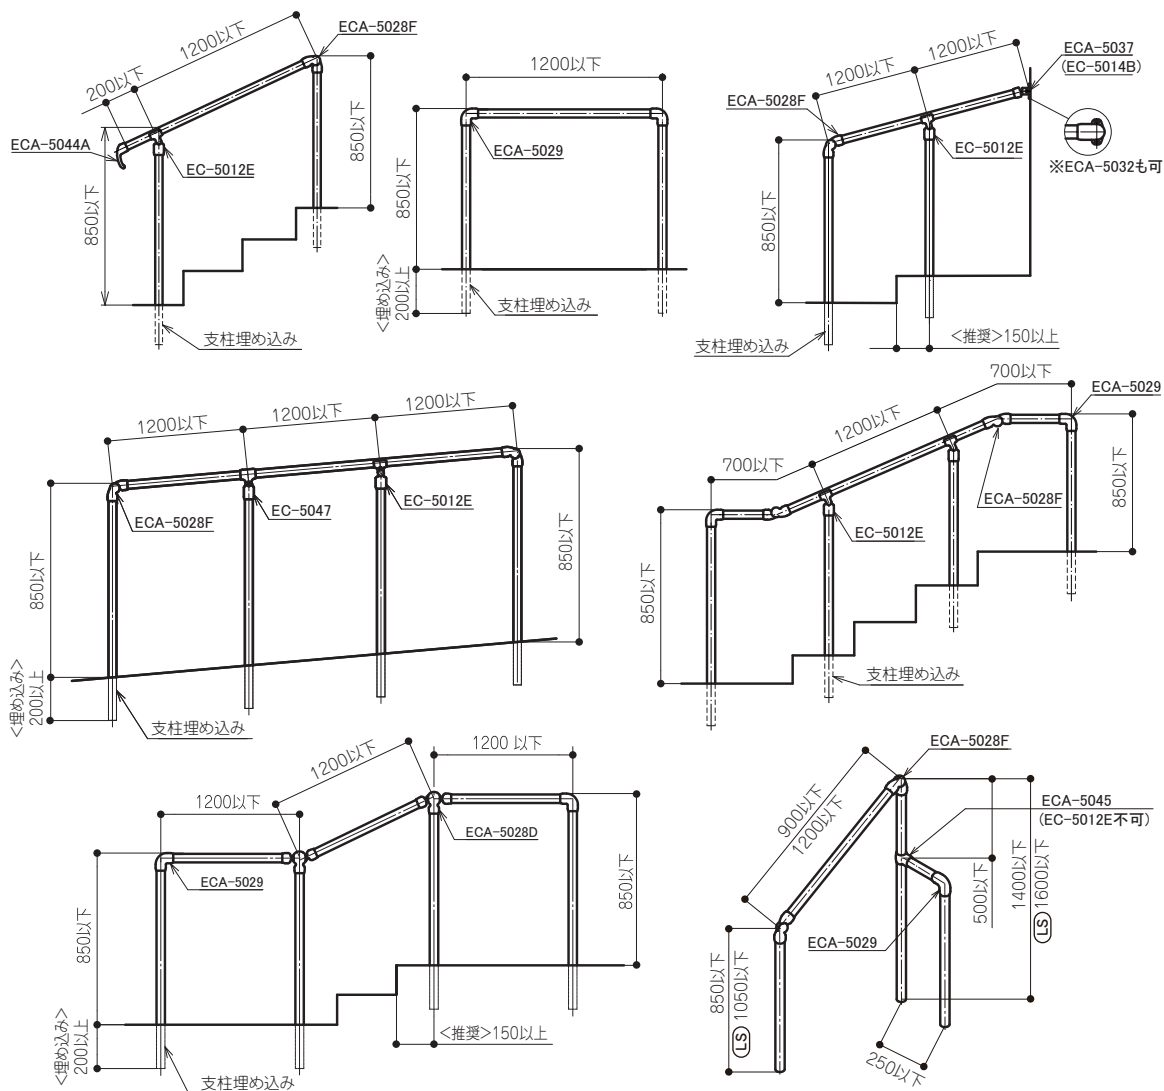 200以下
1200以下
ECA-5028F
ECA-5044A
EC-5012E
850以下
850以下
支柱埋め込み
1200以下
ECA-5029
850以下
<埋め込み>
200以上
支柱埋め込み
1200以下
1200以下
ECA-5037
(EC-5014B)
ECA-5028F
EC-5012E
※ECA-5032も可
850以下
支柱埋め込み
<推奨>150以上
1200以下
1200以下
1200以下
ECA-5028F
EC-5047
EC-5012E
850以下
850以下
<埋め込み>
200以上
支柱埋め込み
700以下
1200以下
700以下
ECA-5029
ECA-5028F
EC-5012E
850以下
850以下
支柱埋め込み
1200以下
1200以下
1200 以下
ECA-5029
ECA-5028D
850以下
850以下
<埋め込み>
200以上
<推奨>150以上
支柱埋め込み
900以下
1200以下
ECA-5028F
ECA-5045
(EC-5012E不可)
ECA-5029
500以下
1400以下
LS 1600以下
850以下
LS 1050以下
250以下